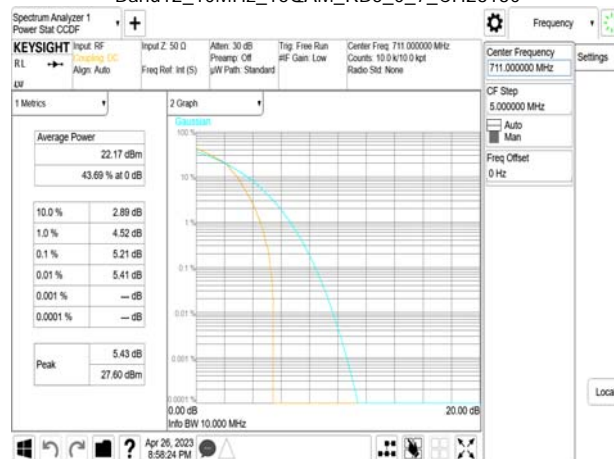 Spectrum Analyzer 1
Power Stat CCDF
Frequency
KEYSIGHT
Input: RF
Coupling: DC
Align: Auto
Input Z: 50 Ω
Freq Ref: Int (S)
Atten: 30 dB
Preamp: Off
µW Path: Standard
Trig: Free Run
#IF Gain: Low
Center Freq: 711.000000 MHz
Counts: 10.0 k/10.0 kpt
Radio Std: None
RL
Center Frequency
711.000000 MHz
Settings
CF Step
5.000000 MHz
Auto
Man
Freq Offset
0 Hz
1 Metrics
Average Power
22.17 dBm
43.69 % at 0 dB
10.0 % 2.89 dB
1.0 % 4.52 dB
0.1 % 5.21 dB
0.01 % 5.41 dB
0.001 % --- dB
0.0001 % --- dB
Peak
5.43 dB
27.60 dBm
2 Graph
Gaussian
100 %
10 %
1 %
0.1 %
0.01 %
0.001 %
0.0001 %
0.00 dB
20.00 dB
Info BW 10.000 MHz
Loca
?
Apr 26, 2023
8:58:24 PM